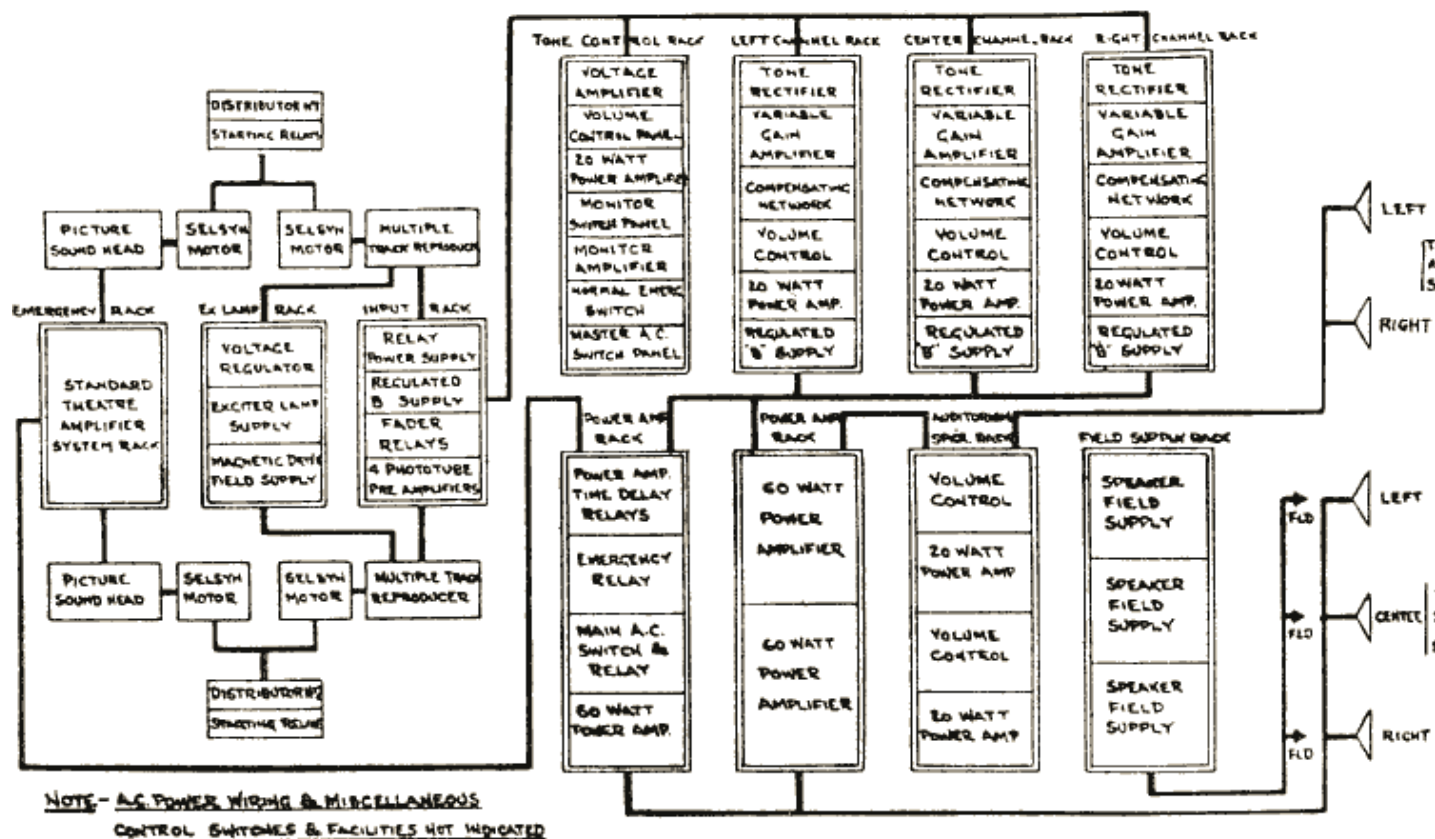 TONE CONTROL RACK
VOLTAGE
AMPLIFIER
VOLUME
CONTROL PANEL
20 WATT
POWER AMPLIFIE
MONITOR
SWITCH PANEL
MONITOR
AMPLIFIER
NORMAL EMERG
SWITCH
MASTER A.C.
SWITCH PANEL
LEFT CHANNEL RACK
TONE
RECTIFIER
VARIABLE
GAIN
AMPLIFIER
COMPENSATING
NETWORK
VOLUME
CONTROL
20 WATT
POWER AMP.
REGULATED
"B" SUPPLY
CENTER CHANNEL RACK
TONE
RECTIFIER
VARIABLE
GAIN
AMPLIFIER
COMPENSATING
NETWORK
VOLUME
CONTROL
20 WATT
POWER AMP.
REGULATED
"B" SUPPLY
RIGHT CHANNEL RACK
TONE
RECTIFIER
VARIABLE
GAIN
AMPLIFIER
COMPENSATING
NETWORK
VOLUME
CONTROL
20 WATT
POWER AMP.
REGULATED
"B" SUPPLY
DISTRIBUTOR Nº1
STARTING RELAYS
PICTURE
SOUND HEAD
SELSYN
MOTOR
SELSYN
MOTOR
MULTIPLE
TRACK REPRODUC
EMERGENCY RACK
STANDARD
THEATRE
AMPLIFIER
SYSTEM RACK
EX LAMP RACK
VOLTAGE
REGULATOR
EXCITER LAMP
SUPPLY
MAGNETIC DRIVE
FIELD SUPPLY
INPUT RACK
RELAY
POWER SUPPLY
REGULATED
B SUPPLY
FADER
RELAYS
4 PHOTOTUBE
PRE AMPLIFIERS
PICTURE
SOUND HEAD
SELSYN
MOTOR
SELSYN
MOTOR
MULTIPLE TRACK
REPRODUCER
DISTRIBUTOR Nº2
STARTING RELAYS
POWER AMP
RACK
POWER AMP.
TIME DELAY
RELAYS
EMERGENCY
RELAY
MAIN A.C.
SWITCH &
RELAY
60 WATT
POWER AMP.
POWER AMP
RACK
60 WATT
POWER
AMPLIFIER
60 WATT
POWER
AMPLIFIER
AUDITORIUM
SPKR. RACK
VOLUME
CONTROL
20 WATT
POWER AMP
VOLUME
CONTROL
20 WATT
POWER AMP
FIELD SUPPLY RACK
SPEAKER
FIELD
SUPPLY
SPEAKER
FIELD
SUPPLY
SPEAKER
FIELD
SUPPLY
LEFT
RIGHT
FLD
LEFT
FLD
CENTER
FLD
RIGHT
NOTE- A.C. POWER WIRING & MISCELLANEOUS
CONTROL SWITCHES & FACILITIES NOT INDICATED